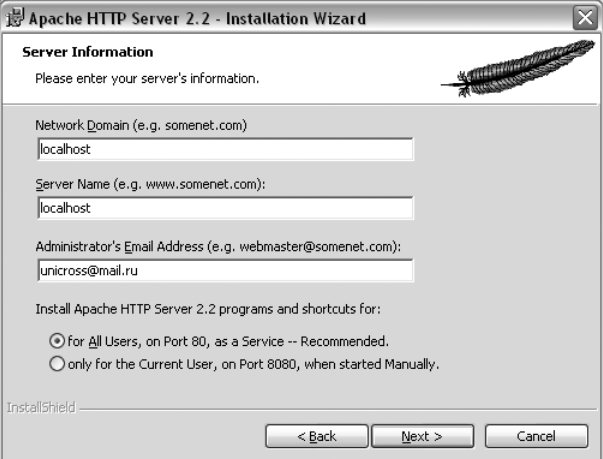 Apache HTTP Server 2.2 - Installation Wizard
Server Information
Please enter your server's information.
Network Domain (e.g. somenet.com)
localhost
Server Name (e.g. www.somenet.com):
localhost
Administrator's Email Address (e.g. webmaster@somenet.com):
unicross@mail.ru
Install Apache HTTP Server 2.2 programs and shortcuts for:
for All Users, on Port 80, as a Service -- Recommended.
only for the Current User, on Port 8080, when started Manually.
InstallShield
< Back Next > Cancel